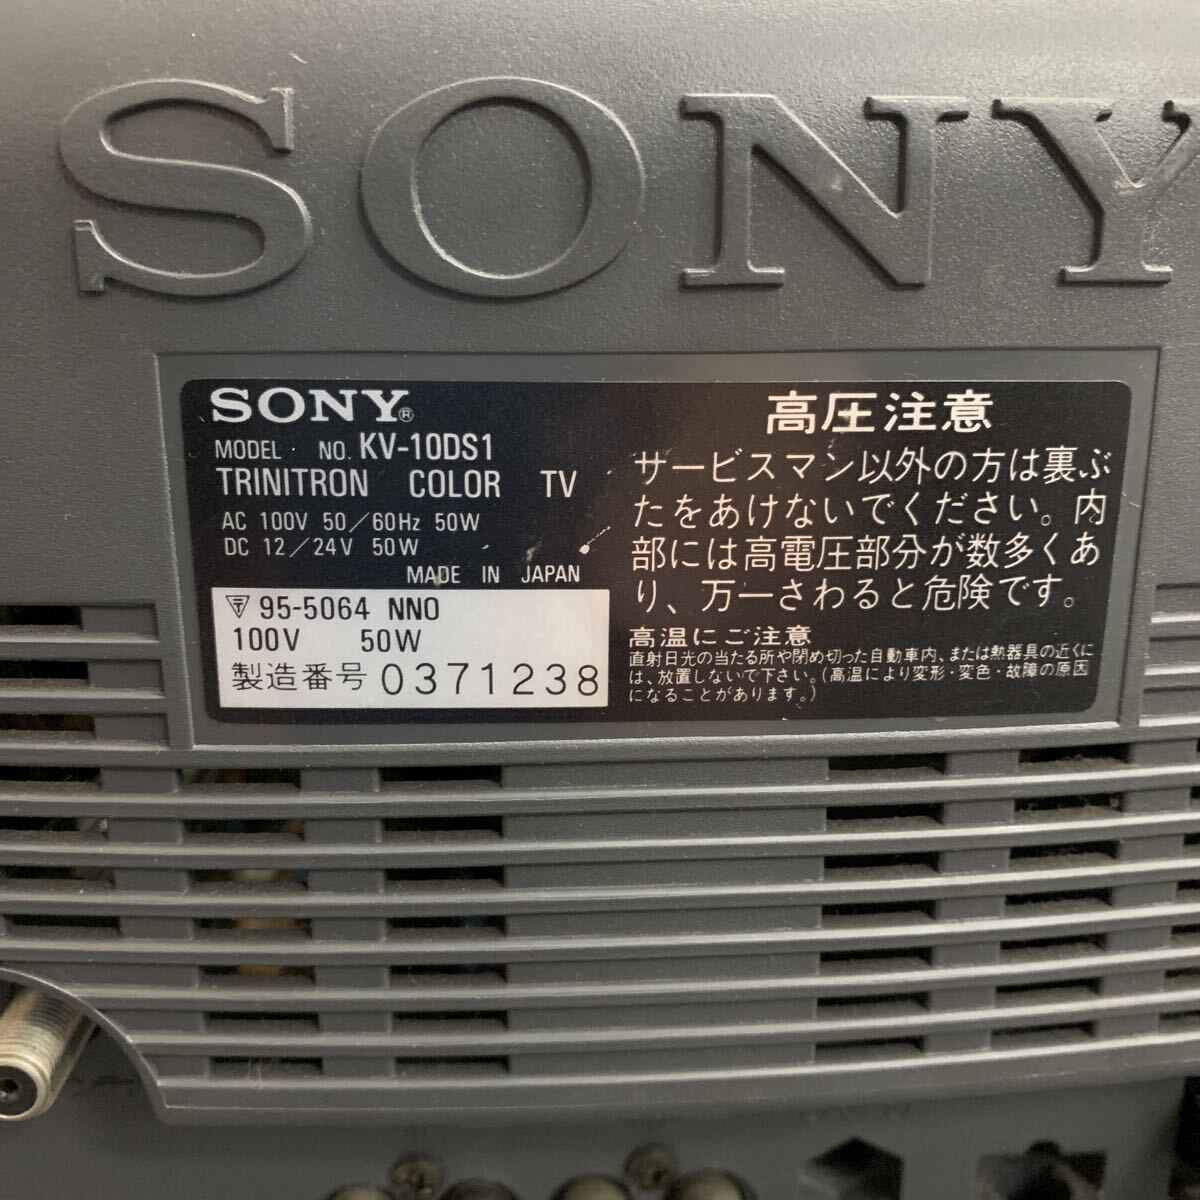 SONY
SONY®
MODEL NO. KV-10DS1
TRINITRON COLOR TV
AC 100V 50/60Hz 50W
DC 12/24V 50W
MADE IN JAPAN
95-5064 NNO
100V 50W
製造番号 0371238
高圧注意
サービスマン以外の方は裏ぶ
たをあけないでください。内
部には高電圧部分が数多くあ
り、万一さわると危険です。
高温にご注意
直射日光の当たる所や閉め切った自動車内、または熱器具の近くに
は、放置しないで下さい。(高温により変形・変色・故障の原因
になることがあります。)